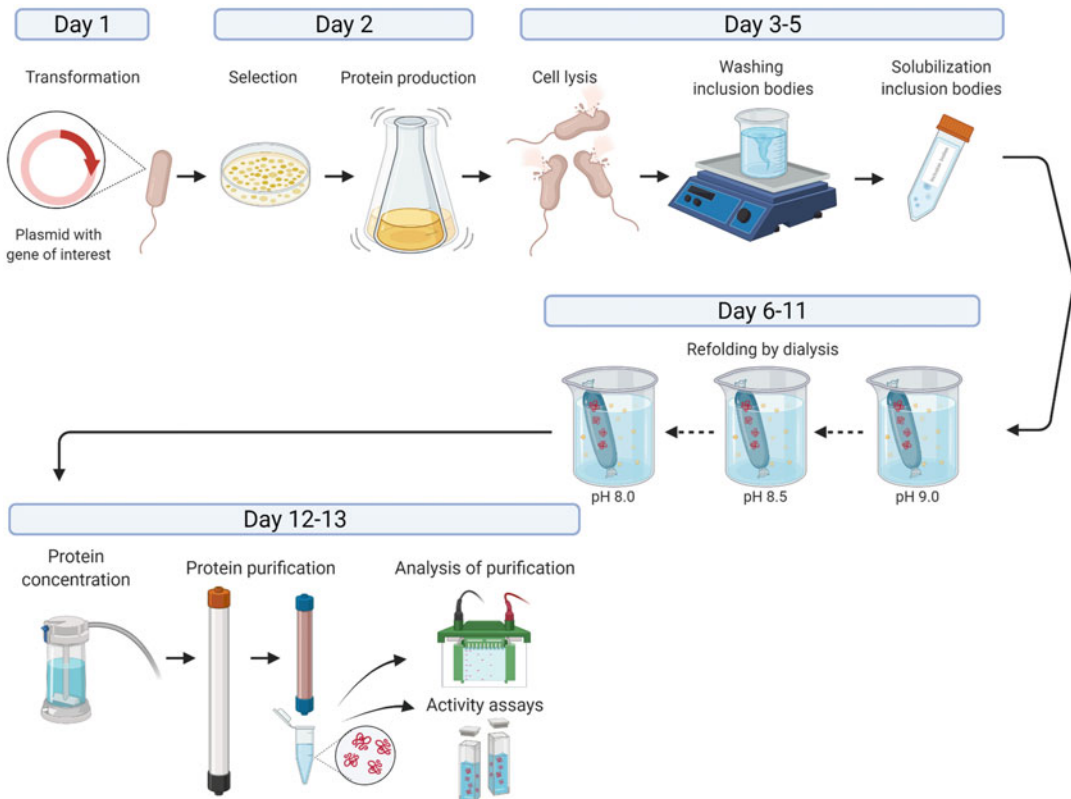 Day 1
Day 2
Day 3-5
Transformation
Selection
Protein production
Cell lysis
Washing
inclusion bodies
Solubilization
inclusion bodies
Plasmid with
gene of interest
Day 6-11
Refolding by dialysis
pH 8.0
pH 8.5
pH 9.0
Day 12-13
Protein
concentration
Protein purification
Analysis of purification
Activity assays